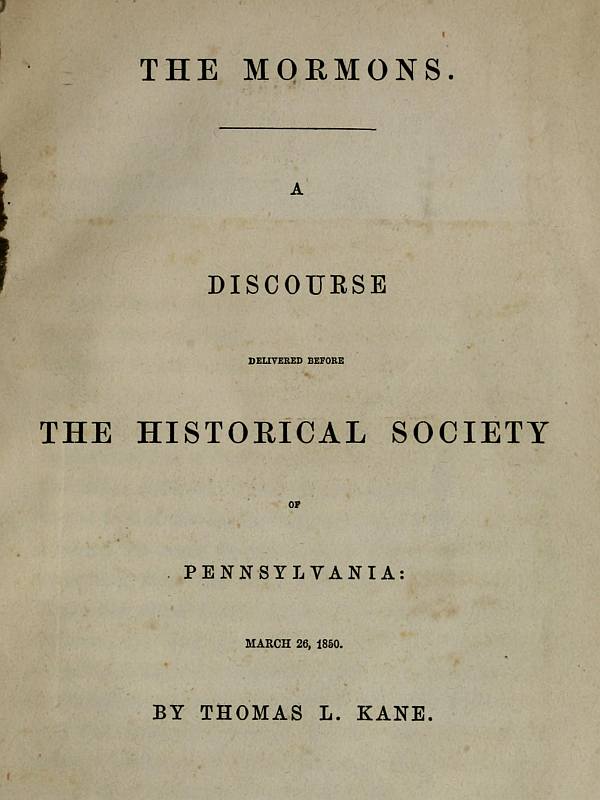 THE MORMONS.
A
DISCOURSE
DELIVERED BEFORE
THE HISTORICAL SOCIETY
OF
PENNSYLVANIA:
MARCH 26, 1850.
BY THOMAS L. KANE.